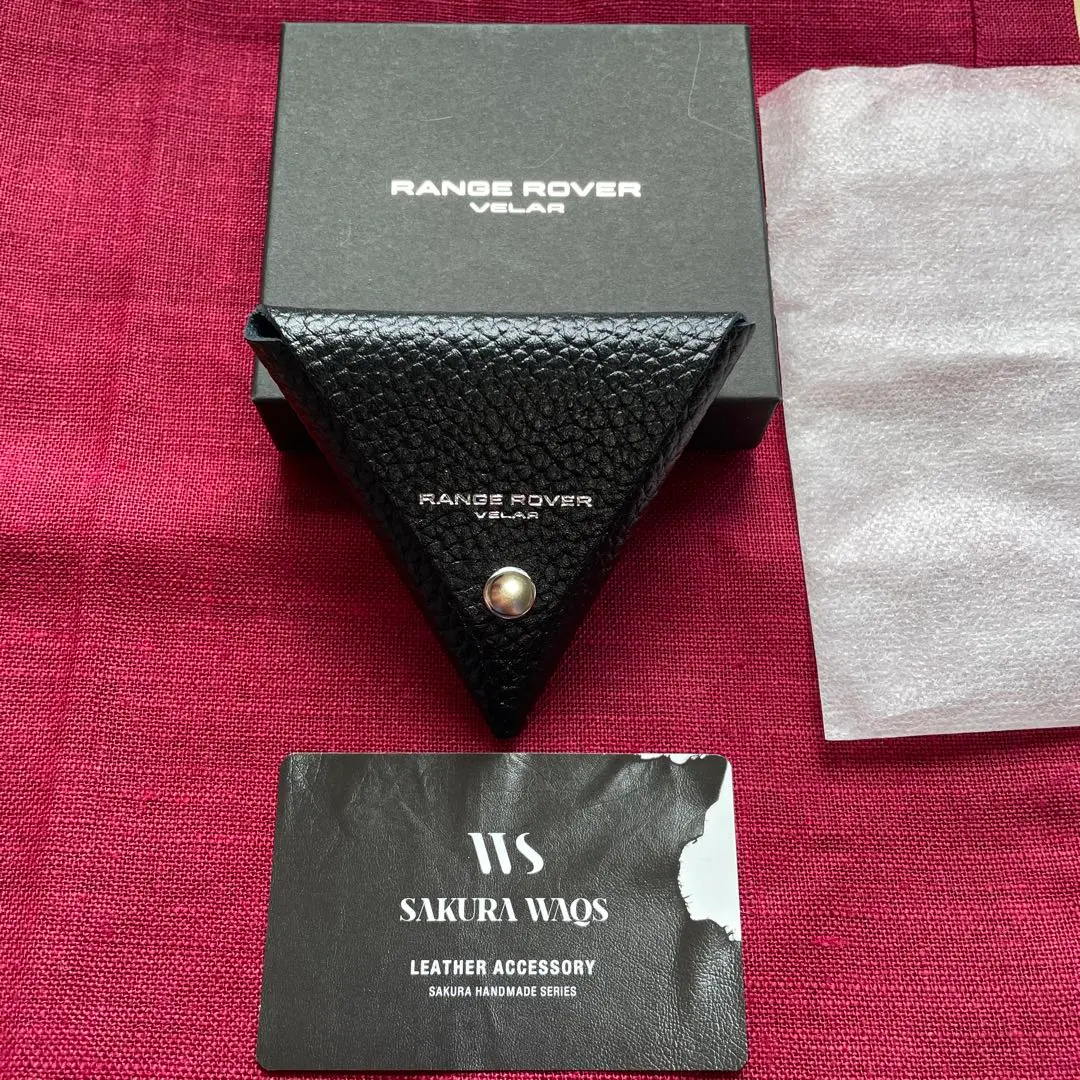 RANGE ROVER
VELAR
RANGE ROVER
VELAR
WS
SAKURA WAQS
LEATHER ACCESSORY
SAKURA HANDMADE SERIES